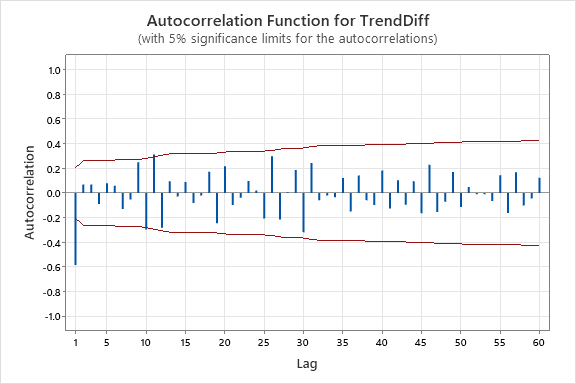 Autocorrelation Function for TrendDiff
(with 5% significance limits for the autocorrelations)
1.0
0.8
0.6
0.4
0.2
0.0
-0.2
-0.4
-0.6
-0.8
-1.0
Autocorrelation
1 5 10 15 20 25 30 35 40 45 50 55 60
Lag